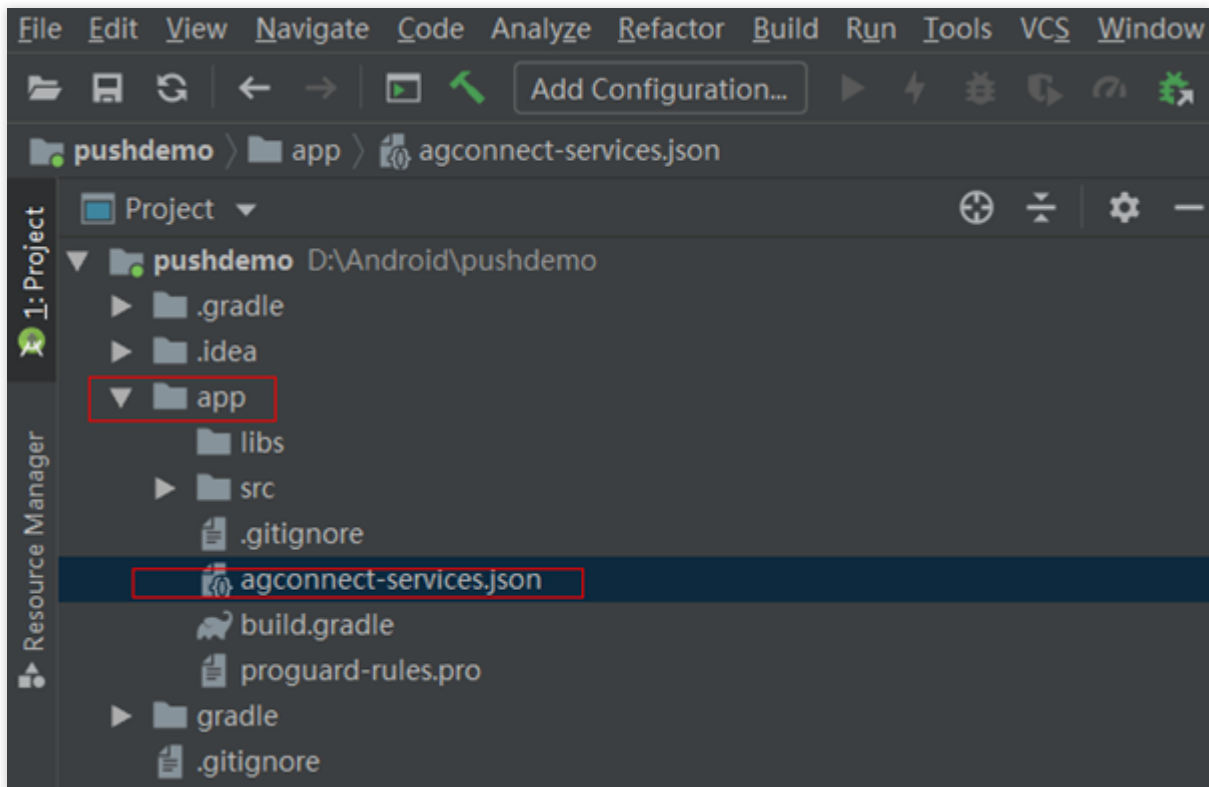 File Edit View Navigate Code Analyze Refactor Build Run Tools VCS Window
Add Configuration...
pushdemo app agconnect-services.json
Project
pushdemo D:\Android\pushdemo
.gradle
.idea
app
libs
src
.gitignore
agconnect-services.json
build.gradle
proguard-rules.pro
gradle
.gitignore
1: Project
Resource Manager